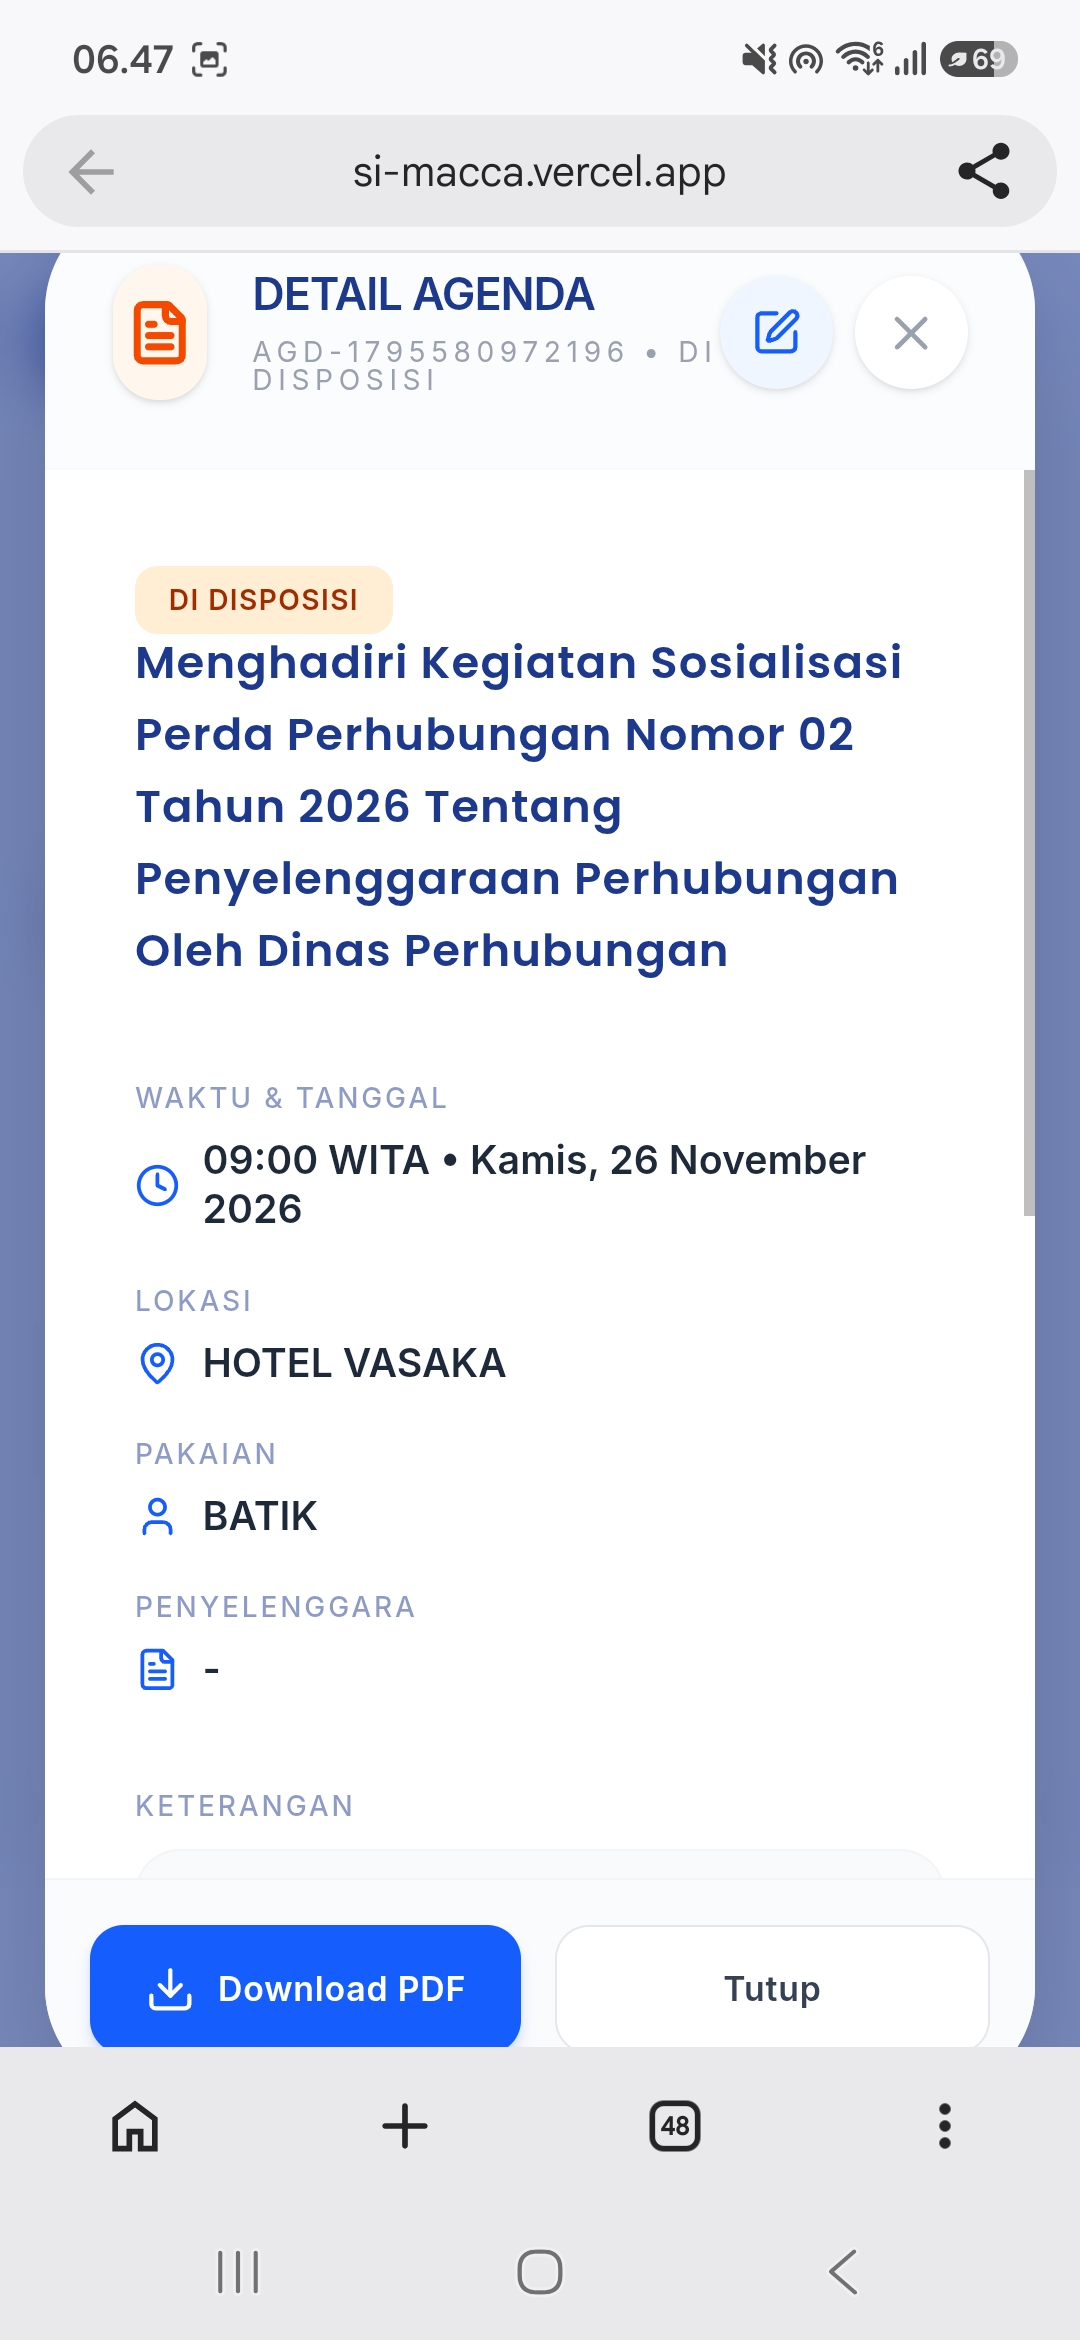 06.47
6
69
si-macca.vercel.app
DETAIL AGENDA
AGD-1795580972196 • DI
DISPOSISI
DI DISPOSISI
Menghadiri Kegiatan Sosialisasi
Perda Perhubungan Nomor 02
Tahun 2026 Tentang
Penyelenggaraan Perhubungan
Oleh Dinas Perhubungan
WAKTU & TANGGAL
09:00 WITA • Kamis, 26 November
2026
LOKASI
HOTEL VASAKA
PAKAIAN
BATIK
PENYELENGGARA
-
KETERANGAN
Download PDF
Tutup
48